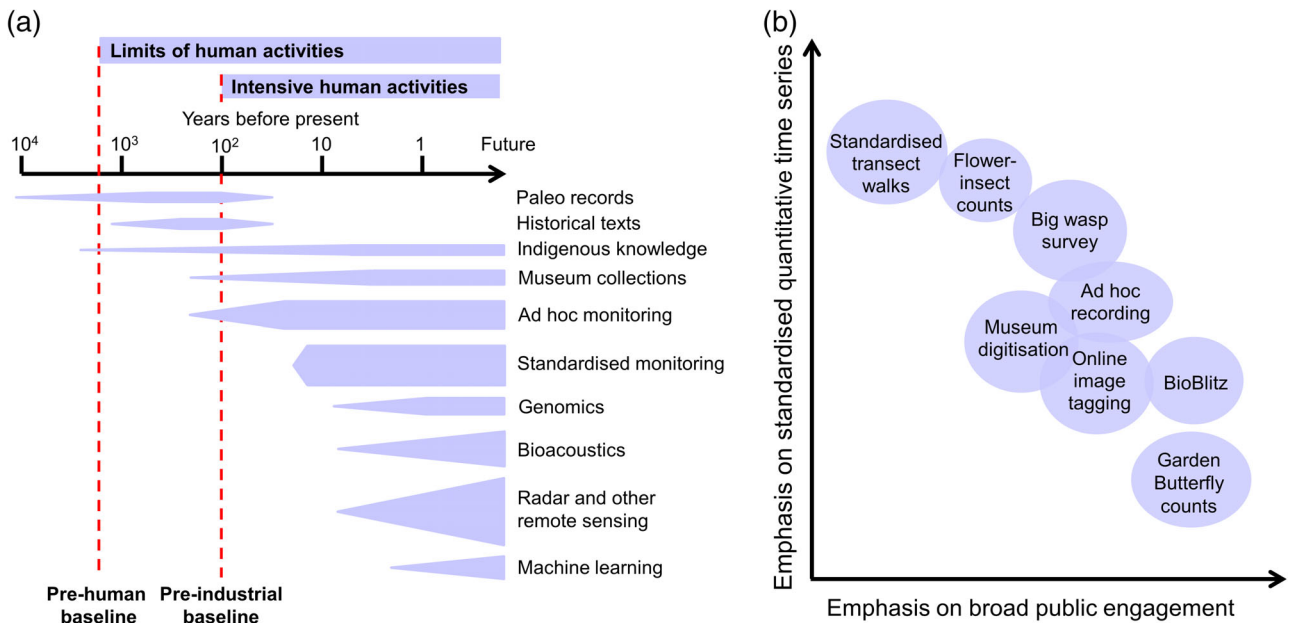 (a)
Limits of human activities
Intensive human activities
Years before present
10⁴ 10³ 10² 10 1 Future
Paleo records
Historical texts
Indigenous knowledge
Museum collections
Ad hoc monitoring
Standardised monitoring
Genomics
Bioacoustics
Radar and other
remote sensing
Machine learning
Pre-human
baseline
Pre-industrial
baseline
(b)
Emphasis on standardised quantitative time series
Standardised
transect
walks
Flower-
insect
counts
Big wasp
survey
Ad hoc
recording
Museum
digitisation
Online
image
tagging
BioBlitz
Garden
Butterfly
counts
Emphasis on broad public engagement